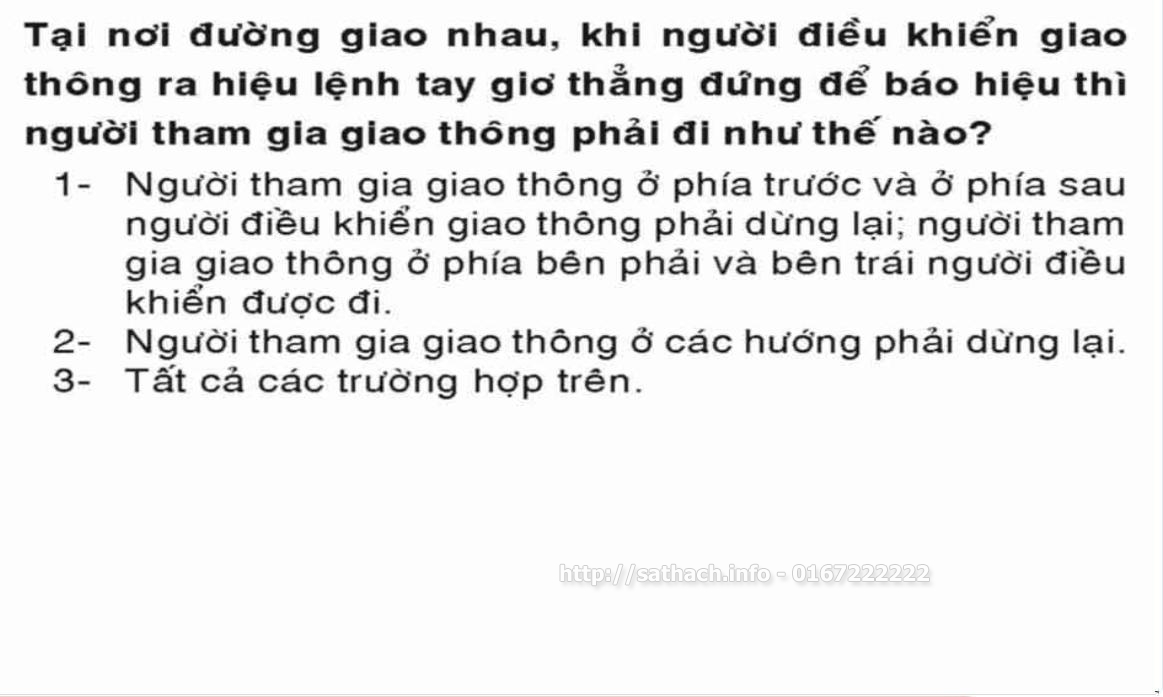 Tại nơi đường giao nhau, khi người điều khiển giao
thông ra hiệu lệnh tay giơ thẳng đứng để báo hiệu thì
người tham gia giao thông phải đi như thế nào?
1- Người tham gia giao thông ở phía trước và ở phía sau
người điều khiển giao thông phải dừng lại; người tham
gia giao thông ở phía bên phải và bên trái người điều
khiển được đi.
2- Người tham gia giao thông ở các hướng phải dừng lại.
3- Tất cả các trường hợp trên.
http://sathach.info - 0167222222